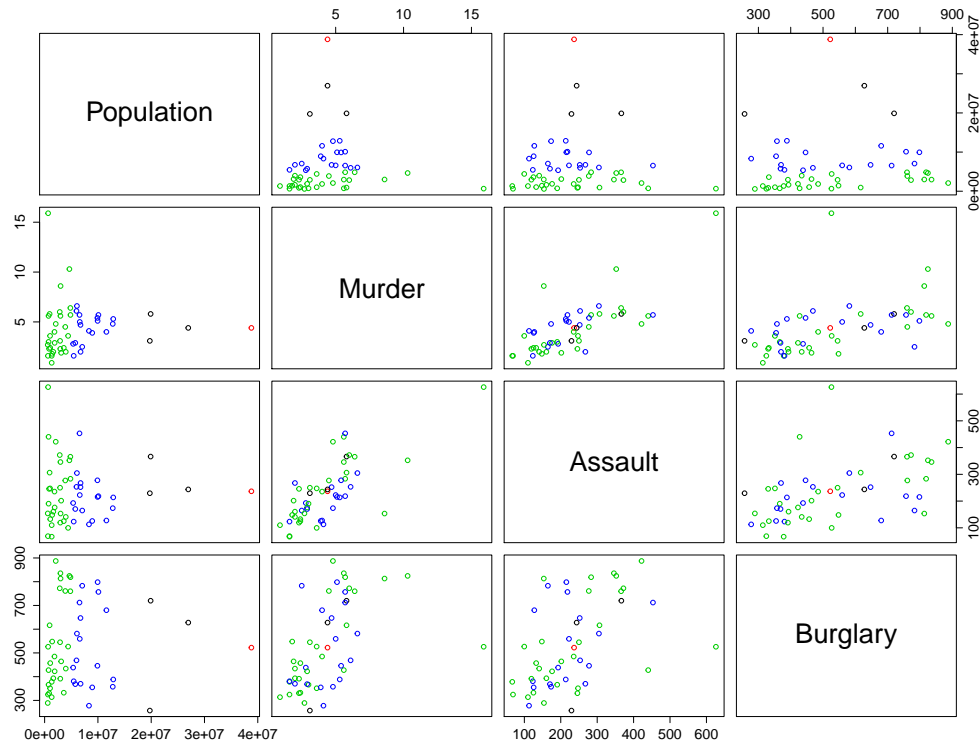 5 10 15
300 500 700 900
Population
0e+00 2e+07 4e+07
5 10 15
Murder
Assault
100 300 500
300 500 700 900
Burglary
0e+00 1e+07 2e+07 3e+07 4e+07
100 200 300 400 500 600